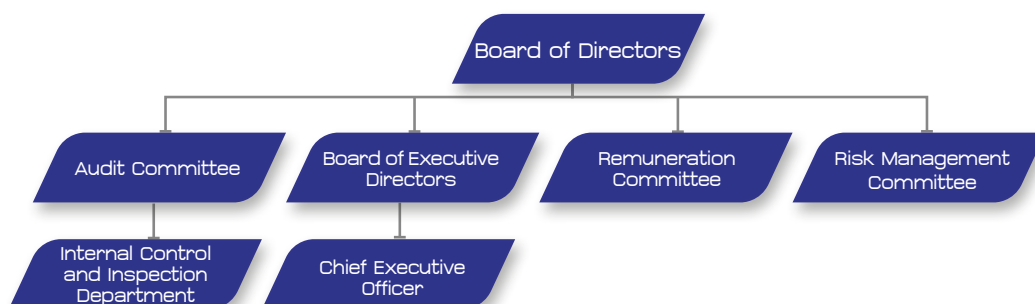 Board of Directors
Audit Committee
Board of Executive
Directors
Remuneration
Committee
Risk Management
Committee
Internal Control
and Inspection
Department
Chief Executive
Officer